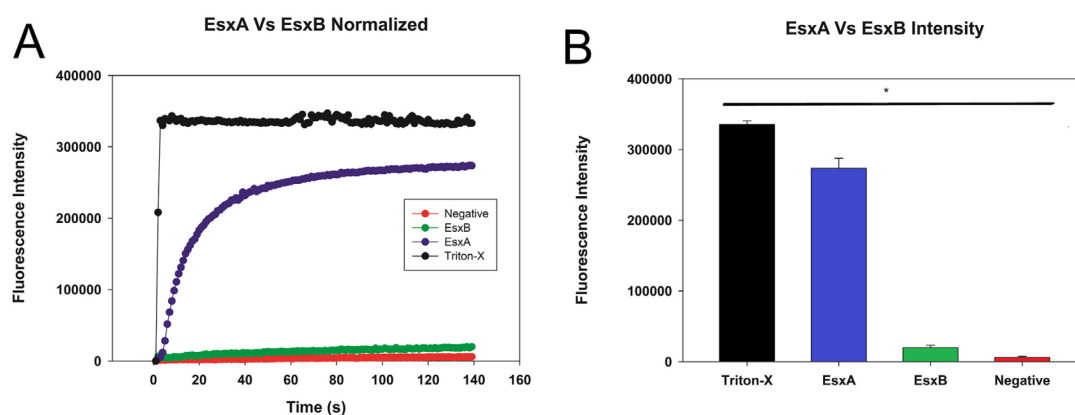 A
EsxA Vs EsxB Normalized
Fluorescence Intensity
400000
300000
200000
100000
0
0 20 40 60 80 100 120 140 160
Time (s)
Negative
EsxB
EsxA
Triton-X
B
EsxA Vs EsxB Intensity
Fluorescence Intensity
400000
300000
200000
100000
0
*
Triton-X EsxA EsxB Negative